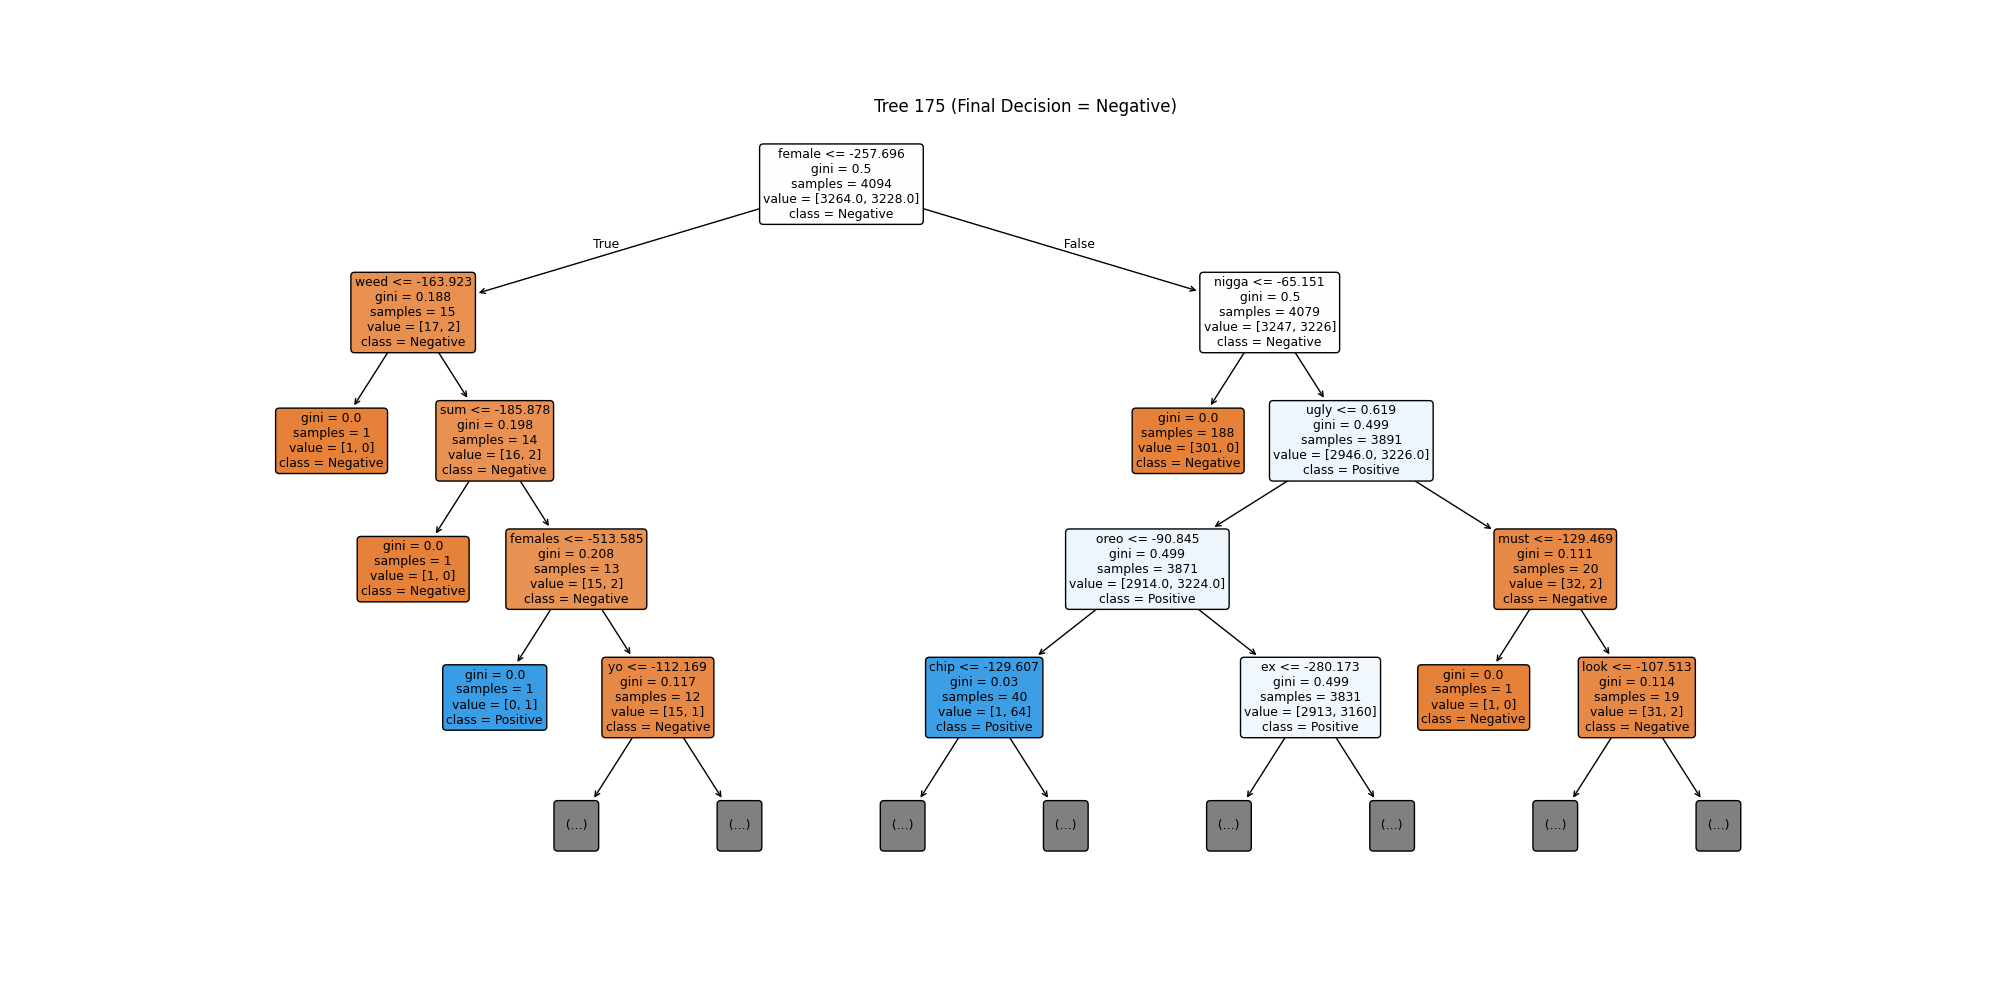 Tree 175 (Final Decision = Negative)
female <= -257.696
gini = 0.5
samples = 4094
value = [3264.0, 3228.0]
class = Negative
True
False
weed <= -163.923
gini = 0.188
samples = 15
value = [17, 2]
class = Negative
nigga <= -65.151
gini = 0.5
samples = 4079
value = [3247, 3226]
class = Negative
gini = 0.0
samples = 1
value = [1, 0]
class = Negative
sum <= -185.878
gini = 0.198
samples = 14
value = [16, 2]
class = Negative
gini = 0.0
samples = 188
value = [301, 0]
class = Negative
ugly <= 0.619
gini = 0.499
samples = 3891
value = [2946.0, 3226.0]
class = Positive
gini = 0.0
samples = 1
value = [1, 0]
class = Negative
females <= -513.585
gini = 0.208
samples = 13
value = [15, 2]
class = Negative
oreo <= -90.845
gini = 0.499
samples = 3871
value = [2914.0, 3224.0]
class = Positive
must <= -129.469
gini = 0.111
samples = 20
value = [32, 2]
class = Negative
gini = 0.0
samples = 1
value = [0, 1]
class = Positive
yo <= -112.169
gini = 0.117
samples = 12
value = [15, 1]
class = Negative
chip <= -129.607
gini = 0.03
samples = 40
value = [1, 64]
class = Positive
ex <= -280.173
gini = 0.499
samples = 3831
value = [2913, 3160]
class = Positive
gini = 0.0
samples = 1
value = [1, 0]
class = Negative
look <= -107.513
gini = 0.114
samples = 19
value = [31, 2]
class = Negative
(...)
(...)
(...)
(...)
(...)
(...)
(...)
(...)